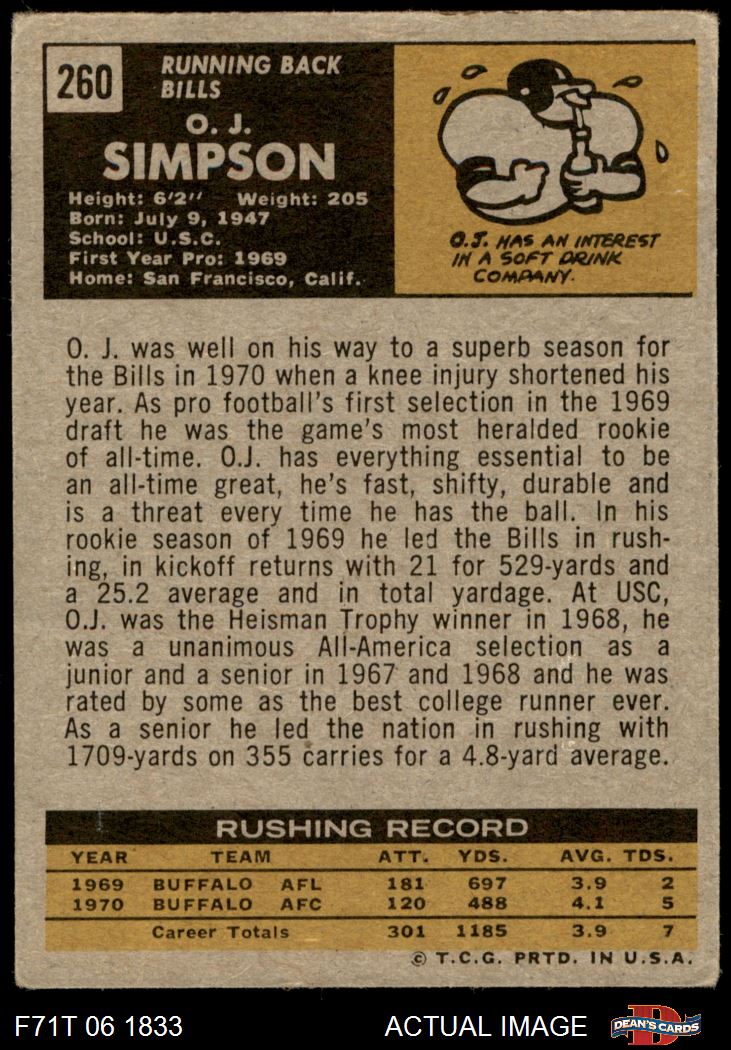 260
RUNNING BACK
BILLS
O. J.
SIMPSON
Height: 6'2" Weight: 205
Born: July 9, 1947
School: U.S.C.
First Year Pro: 1969
Home: San Francisco, Calif.
O.J. HAS AN INTEREST
IN A SOFT DRINK
COMPANY.
O. J. was well on his way to a superb season for
the Bills in 1970 when a knee injury shortened his
year. As pro football's first selection in the 1969
draft he was the game's most heralded rookie
of all-time. O.J. has everything essential to be
an all-time great, he's fast, shifty, durable and
is a threat every time he has the ball. In his
rookie season of 1969 he led the Bills in rush-
ing, in kickoff returns with 21 for 529-yards and
a 25.2 average and in total yardage. At USC,
O.J. was the Heisman Trophy winner in 1968, he
was a unanimous All-America selection as a
junior and a senior in 1967 and 1968 and he was
rated by some as the best college runner ever.
As a senior he led the nation in rushing with
1709-yards on 355 carries for a 4.8-yard average.
RUSHING RECORD
YEAR TEAM ATT. YDS. AVG. TDS.
1969 BUFFALO AFL 181 697 3.9 2
1970 BUFFALO AFC 120 488 4.1 5
Career Totals 301 1185 3.9 7
© T.C.G. PRTD. IN U.S.A.
F71T 06 1833 ACTUAL IMAGE
D
DEAN'S CARDS